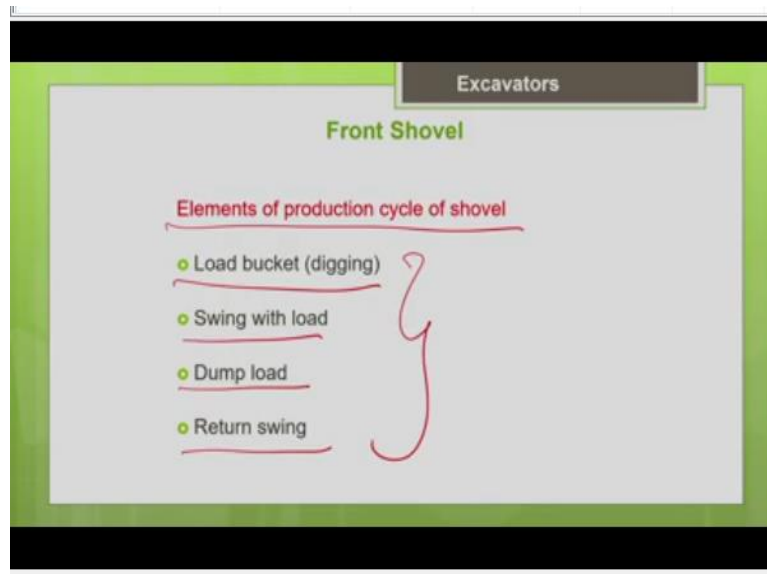 Excavators
Front Shovel
Elements of production cycle of shovel
Load bucket (digging)
Swing with load
Dump load
Return swing